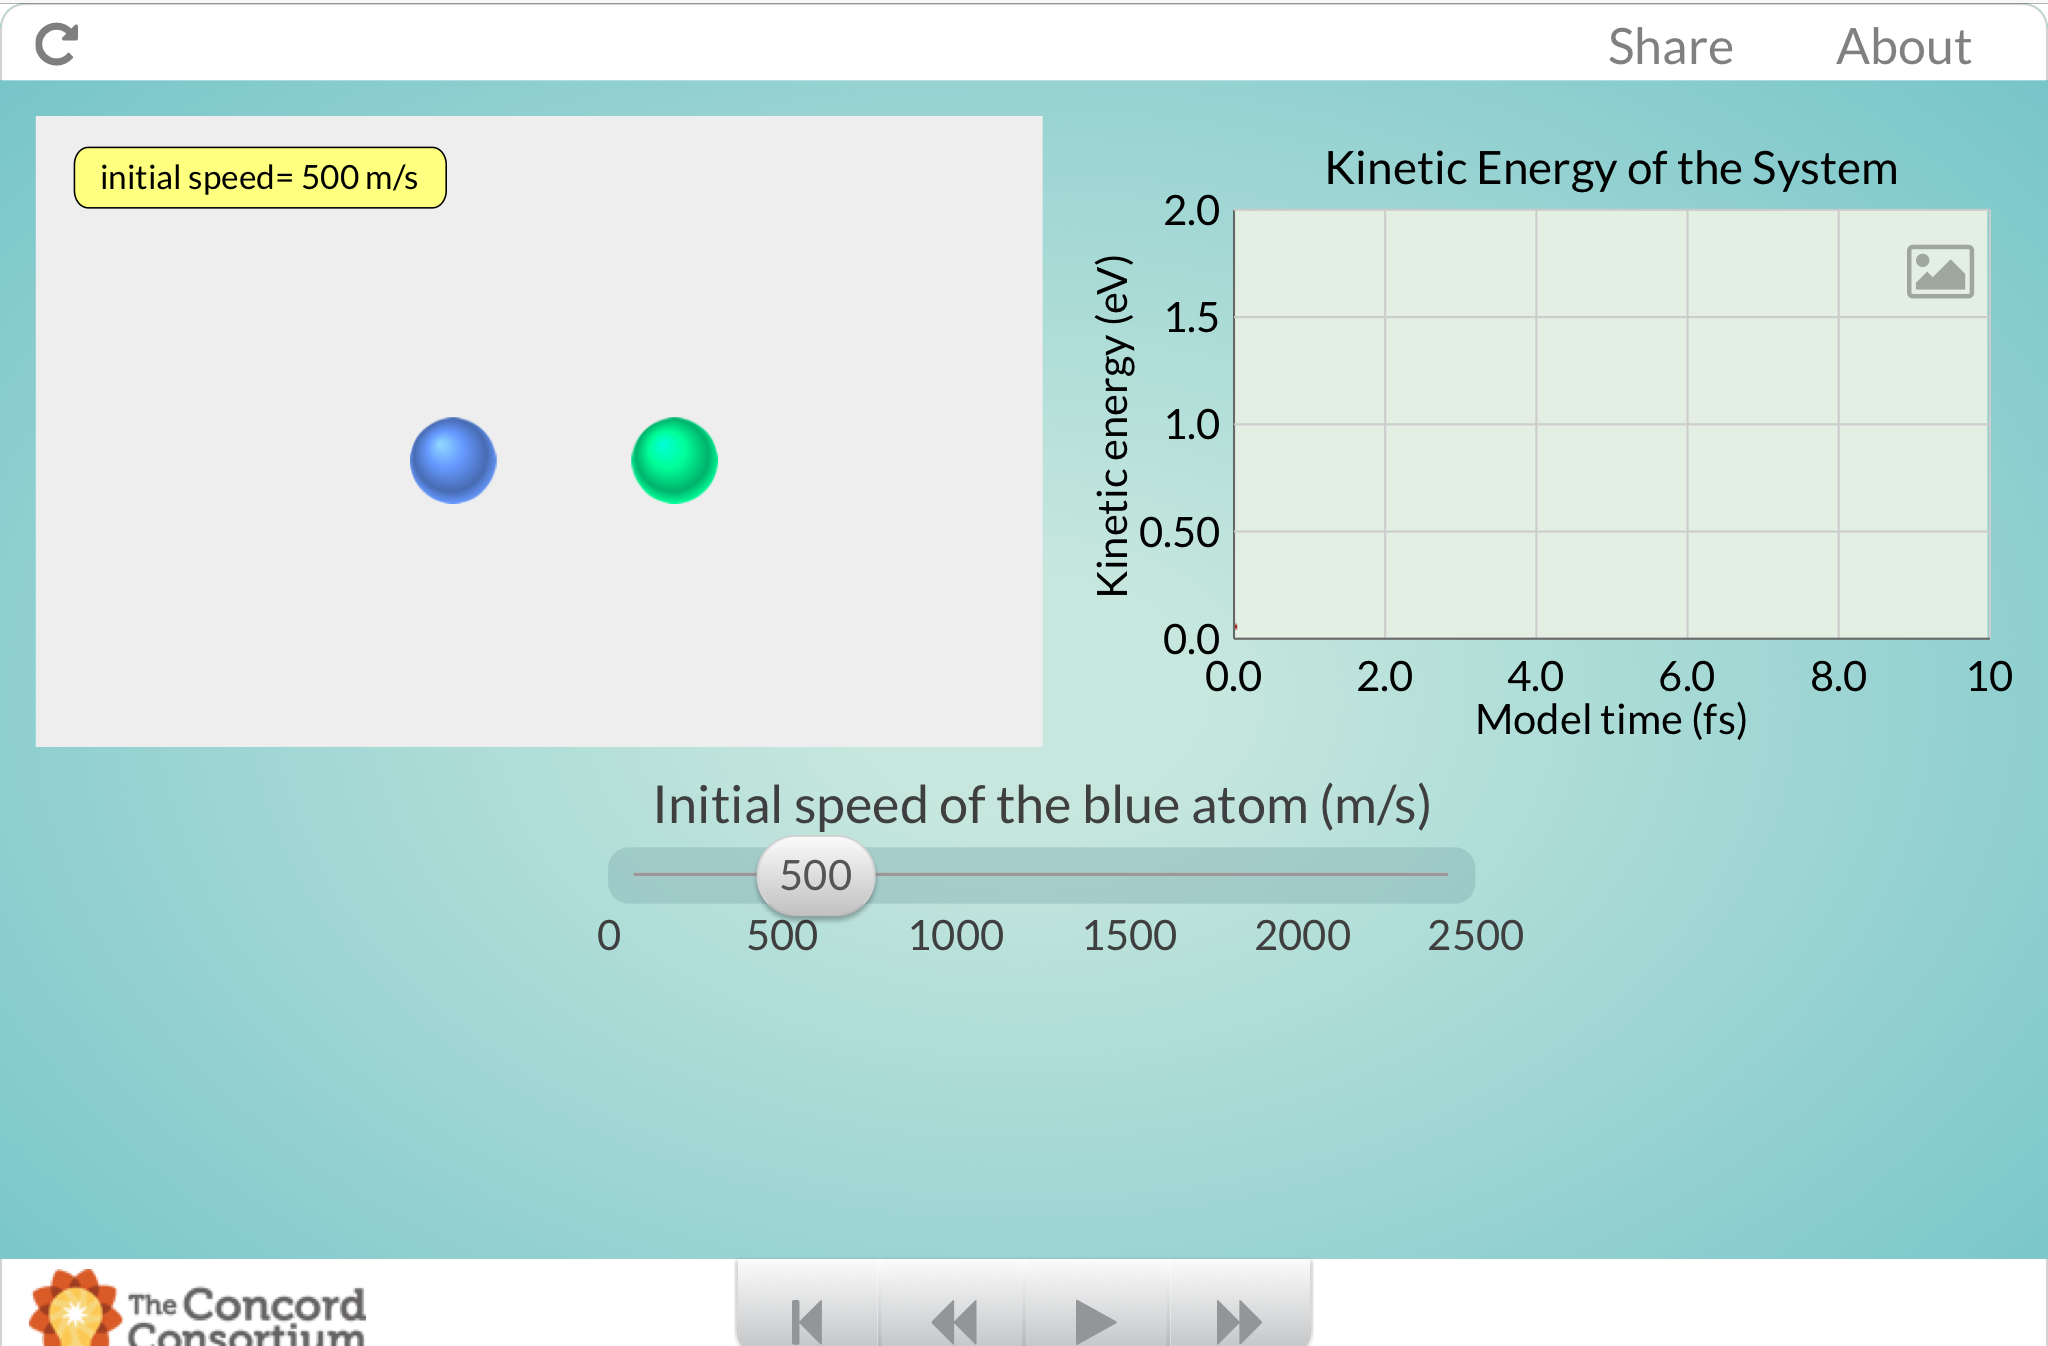 Share About
initial speed= 500 m/s
Kinetic Energy of the System
Kinetic energy (eV)
2.0
1.5
1.0
0.50
0.0
0.0 2.0 4.0 6.0 8.0 10
Model time (fs)
Initial speed of the blue atom (m/s)
500
0 500 1000 1500 2000 2500
The Concord
Consortium